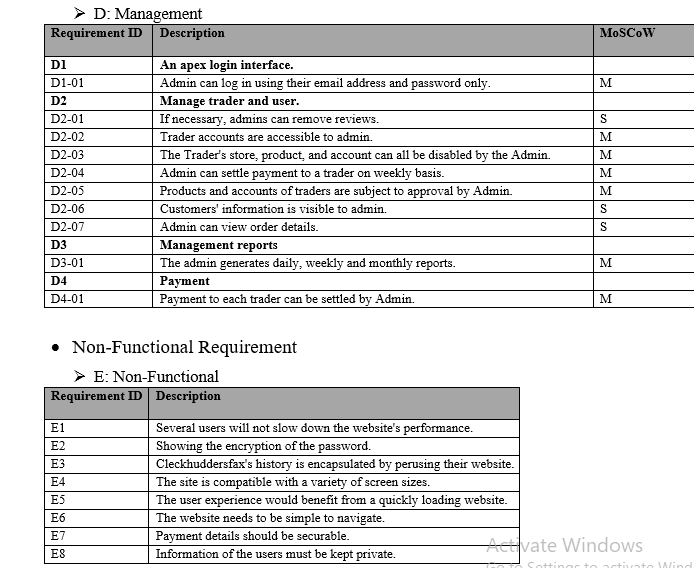 ➢ D: Management
Requirement ID Description MoSCoW
D1 An apex login interface.
D1-01 Admin can log in using their email address and password only. M
D2 Manage trader and user.
D2-01 If necessary, admins can remove reviews. S
D2-02 Trader accounts are accessible to admin. M
D2-03 The Trader's store, product, and account can all be disabled by the Admin. M
D2-04 Admin can settle payment to a trader on weekly basis. M
D2-05 Products and accounts of traders are subject to approval by Admin. M
D2-06 Customers' information is visible to admin. S
D2-07 Admin can view order details. S
D3 Management reports
D3-01 The admin generates daily, weekly and monthly reports. M
D4 Payment
D4-01 Payment to each trader can be settled by Admin. M
• Non-Functional Requirement
➢ E: Non-Functional
Requirement ID Description
E1 Several users will not slow down the website's performance.
E2 Showing the encryption of the password.
E3 Cleckhuddersfax's history is encapsulated by perusing their website.
E4 The site is compatible with a variety of screen sizes.
E5 The user experience would benefit from a quickly loading website.
E6 The website needs to be simple to navigate.
E7 Payment details should be securable.
E8 Information of the users must be kept private.
Activate Windows
Go to Settings to activate Wind